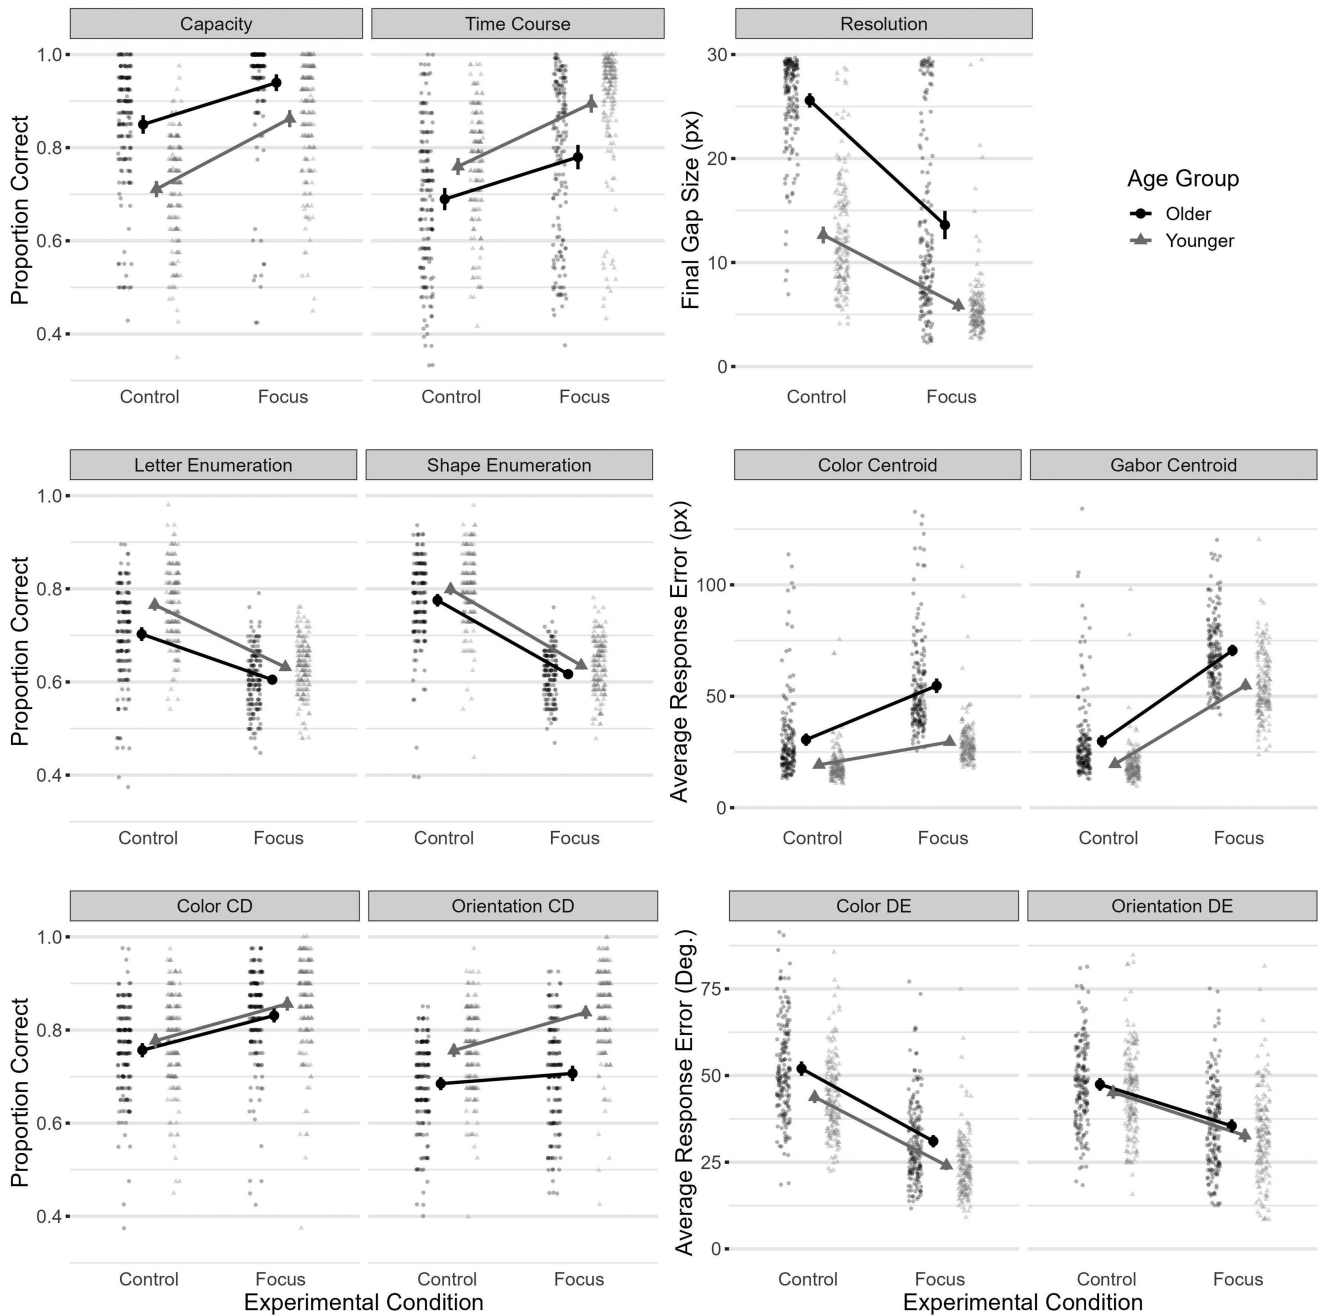 Capacity
Time Course
Resolution
Proportion Correct
1.0
0.8
0.6
0.4
Control
Focus
Control
Focus
Final Gap Size (px)
30
20
10
0
Control
Focus
Age Group
Older
Younger
Letter Enumeration
Shape Enumeration
Color Centroid
Gabor Centroid
Proportion Correct
1.0
0.8
0.6
0.4
Control
Focus
Control
Focus
Average Response Error (px)
100
50
0
Control
Focus
Control
Focus
Color CD
Orientation CD
Color DE
Orientation DE
Proportion Correct
1.0
0.8
0.6
0.4
Control
Focus
Control
Focus
Experimental Condition
Average Response Error (Deg.)
75
50
25
0
Control
Focus
Control
Focus
Experimental Condition